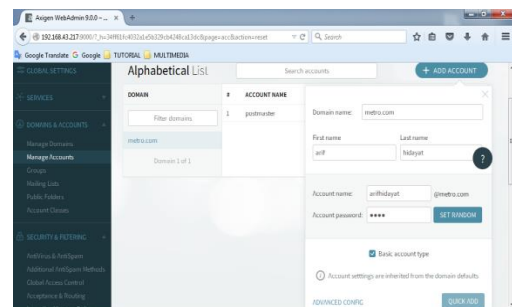 Axigen WebAdmin 9.0.0 - ...
Search
Google Translate G Google TUTORIAL MULTIMEDIA
GLOBAL SETTINGS
Alphabetical List
Search accounts
+ ADD ACCOUNT
SERVICES
DOMAIN
#
ACCOUNT NAME
DOMAINS & ACCOUNTS
Filter domains
1
postmaster
Domain name:
metro.com
Manage Domains
metro.com
First name
Last name
Manage Accounts
Domain 1 of 1
arif
hidayat
?
Groups
Mailing Lists
Public Folders
Account name:
arifhidayat
@metro.com
Account Classes
Account password:
SET RANDOM
SECURITY & FILTERING
Basic account type
AntiVirus & AntiSpam
Additional AntiSpam Methods
Account settings are inherited from the domain defaults
Global Access Control
Acceptance & Routing
ADVANCED CONFIG.
QUICK ADD